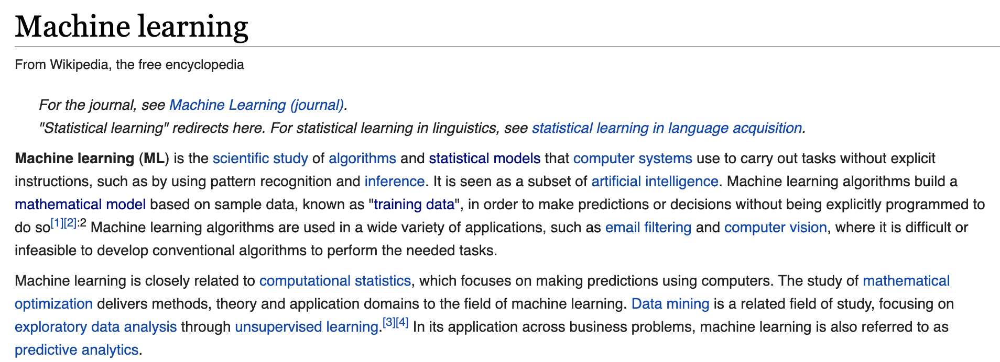 Machine learning
From Wikipedia, the free encyclopedia
For the journal, see Machine Learning (journal).
"Statistical learning" redirects here. For statistical learning in linguistics, see statistical learning in language acquisition.
Machine learning (ML) is the scientific study of algorithms and statistical models that computer systems use to carry out tasks without explicit
instructions, such as by using pattern recognition and inference. It is seen as a subset of artificial intelligence. Machine learning algorithms build a
mathematical model based on sample data, known as "training data", in order to make predictions or decisions without being explicitly programmed to
do so[1][2]:2 Machine learning algorithms are used in a wide variety of applications, such as email filtering and computer vision, where it is difficult or
infeasible to develop conventional algorithms to perform the needed tasks.
Machine learning is closely related to computational statistics, which focuses on making predictions using computers. The study of mathematical
optimization delivers methods, theory and application domains to the field of machine learning. Data mining is a related field of study, focusing on
exploratory data analysis through unsupervised learning.[3][4] In its application across business problems, machine learning is also referred to as
predictive analytics.